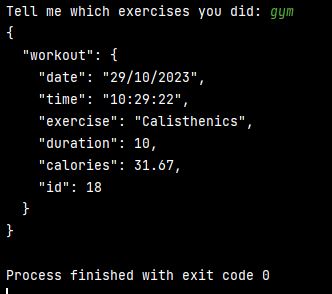 Tell me which exercises you did: gym
{
  "workout": {
    "date": "29/10/2023",
    "time": "10:29:22",
    "exercise": "Calisthenics",
    "duration": 10,
    "calories": 31.67,
    "id": 18
  }
}
Process finished with exit code 0